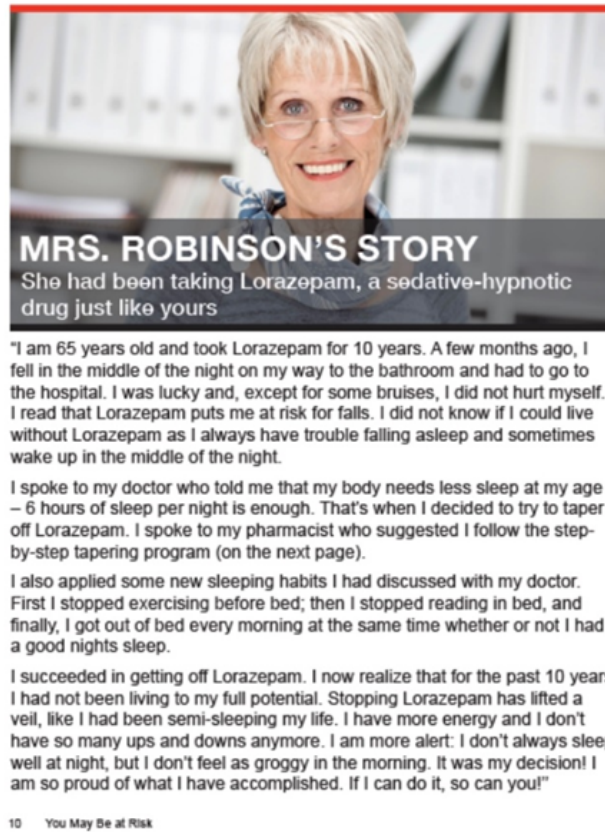 MRS. ROBINSON'S STORY
She had been taking Lorazepam, a sedative-hypnotic
drug just like yours
"I am 65 years old and took Lorazepam for 10 years. A few months ago, I
fell in the middle of the night on my way to the bathroom and had to go to
the hospital. I was lucky and, except for some bruises, I did not hurt myself.
I read that Lorazepam puts me at risk for falls. I did not know if I could live
without Lorazepam as I always have trouble falling asleep and sometimes
wake up in the middle of the night.
I spoke to my doctor who told me that my body needs less sleep at my age
– 6 hours of sleep per night is enough. That's when I decided to try to taper
off Lorazepam. I spoke to my pharmacist who suggested I follow the step-
by-step tapering program (on the next page).
I also applied some new sleeping habits I had discussed with my doctor.
First I stopped exercising before bed; then I stopped reading in bed, and
finally, I got out of bed every morning at the same time whether or not I had
a good nights sleep.
I succeeded in getting off Lorazepam. I now realize that for the past 10 year
I had not been living to my full potential. Stopping Lorazepam has lifted a
veil, like I had been semi-sleeping my life. I have more energy and I don't
have so many ups and downs anymore. I am more alert: I don't always slee
well at night, but I don't feel as groggy in the morning. It was my decision! I
am so proud of what I have accomplished. If I can do it, so can you!"
10 You May Be at Risk